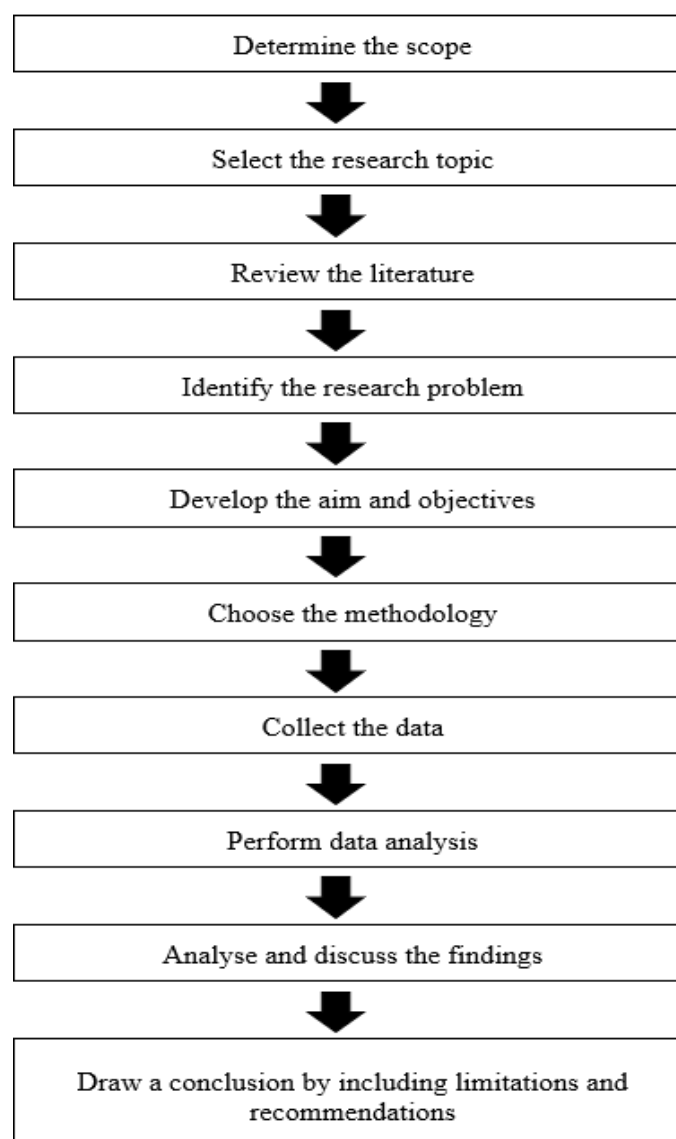 Determine the scope
Select the research topic
Review the literature
Identify the research problem
Develop the aim and objectives
Choose the methodology
Collect the data
Perform data analysis
Analyse and discuss the findings
Draw a conclusion by including limitations and
recommendations